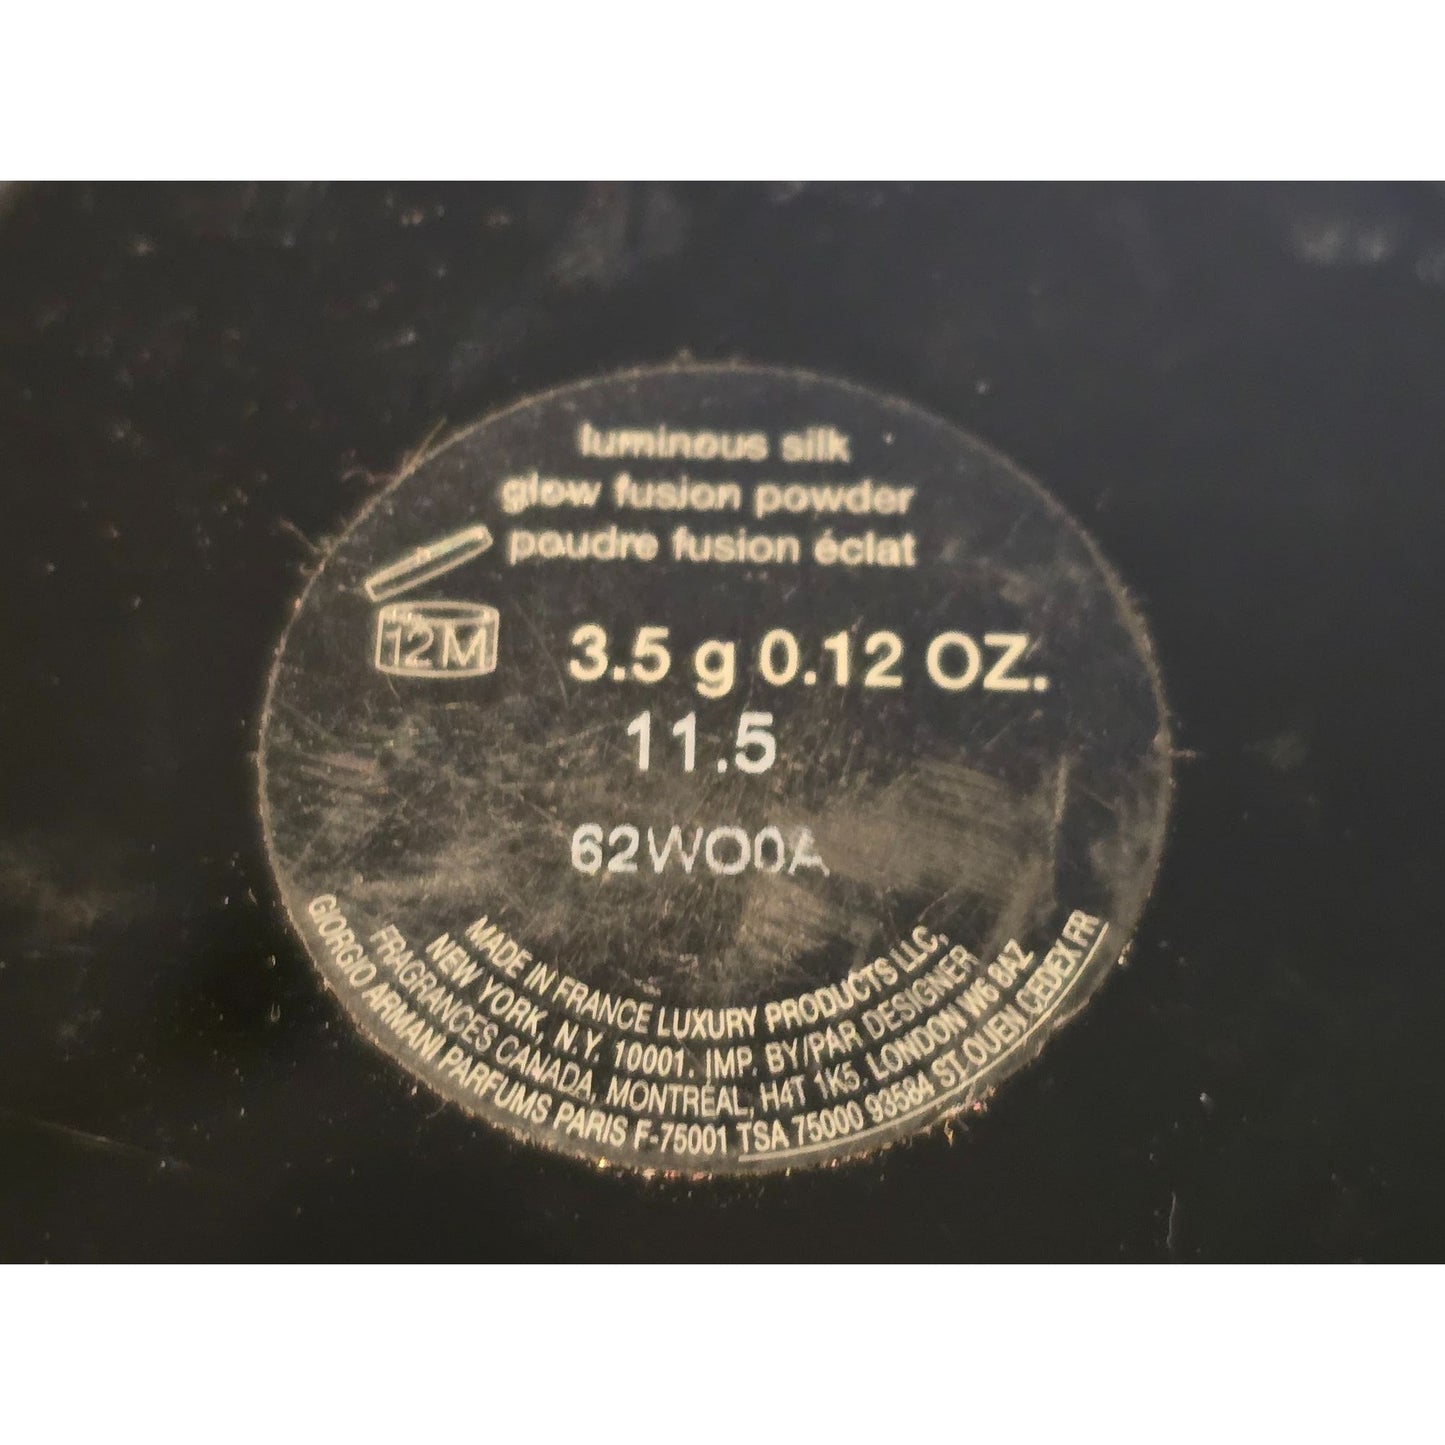 luminous silk
glow fusion powder
poudre fusion éclat
12M
3.5 g 0.12 OZ.
11.5
62WO0A
MADE IN FRANCE LUXURY PRODUCTS LLC,
NEW YORK, N.Y. 10001. IMP. BY/PAR DESIGNER
FRAGRANCES CANADA, MONTRÉAL, H4T 1K5. LONDON W6 8AZ
GIORGIO ARMANI PARFUMS PARIS F-75001 TSA 75000 93584 ST OUEN CEDEX FR